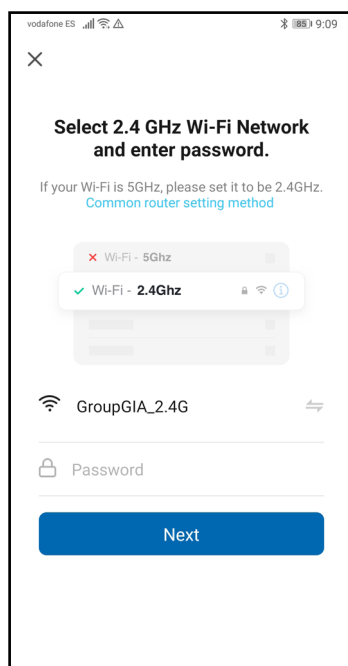 vodafone ES 85 9:09
Select 2.4 GHz Wi-Fi Network
and enter password.
If your Wi-Fi is 5GHz, please set it to be 2.4GHz.
Common router setting method
Wi-Fi - 5Ghz
Wi-Fi - 2.4Ghz
GroupGIA_2.4G
Password
Next